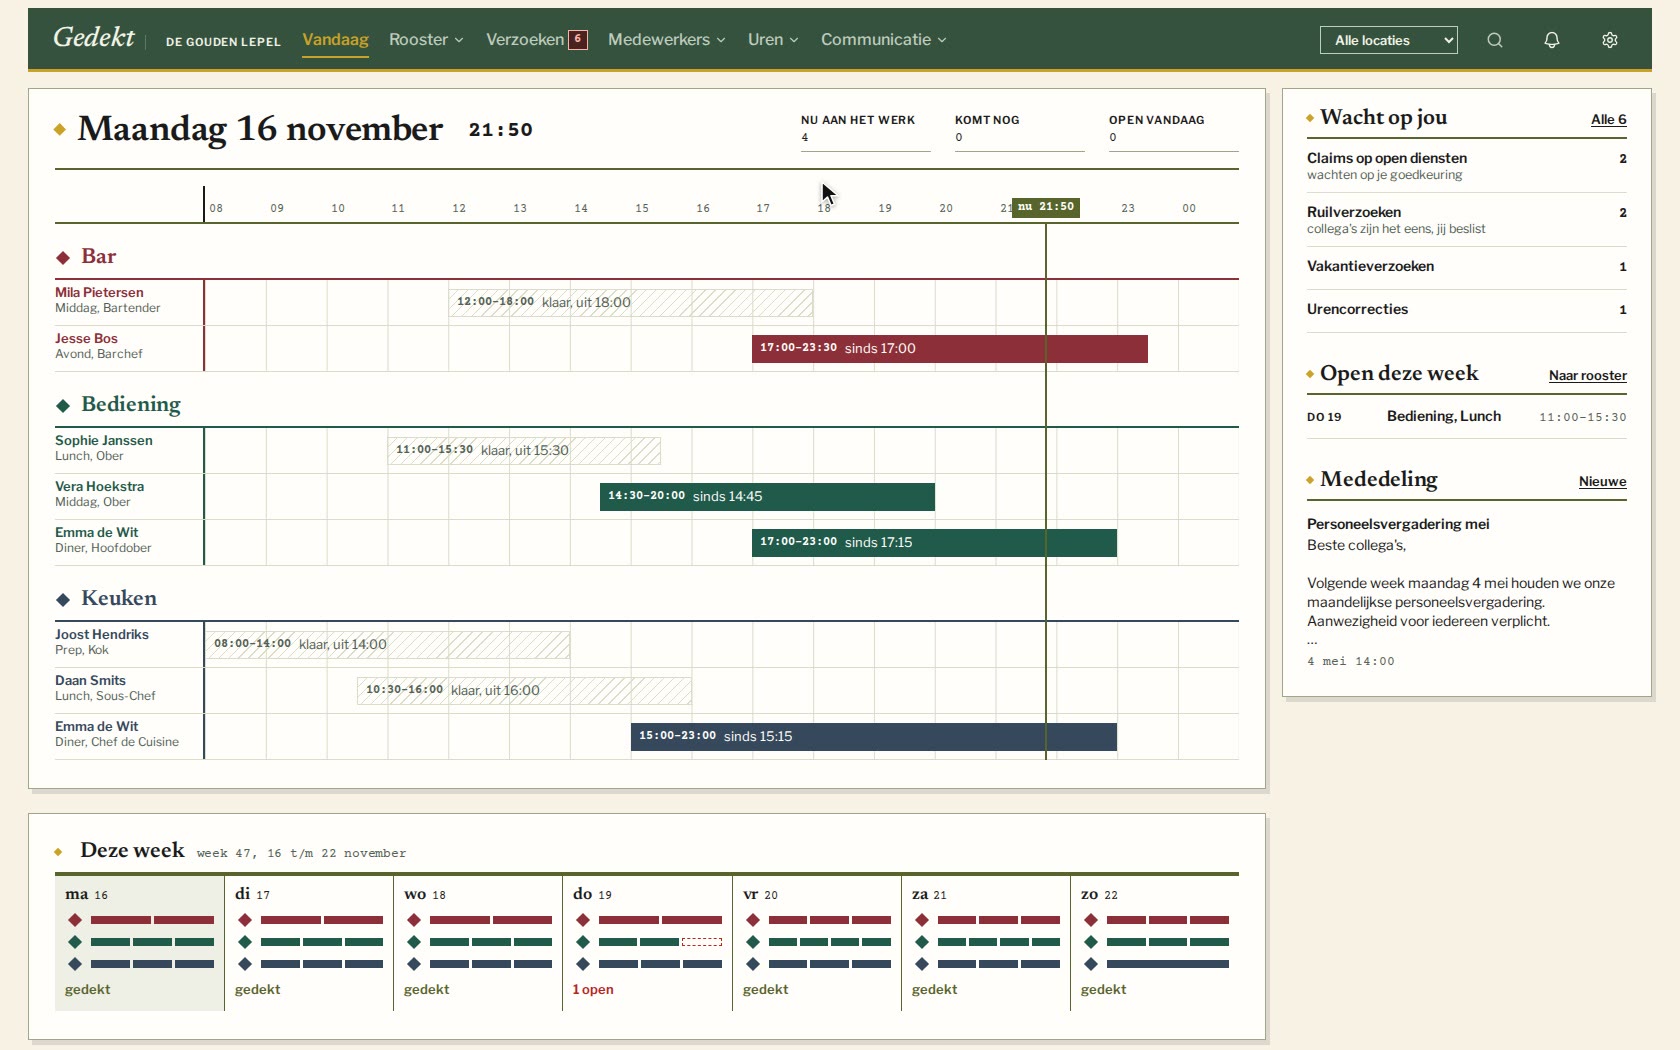 Gedekt
DE GOUDEN LEPEL
Vandaag
Rooster
Verzoeken 6
Medewerkers
Uren
Communicatie
Alle locaties
Maandag 16 november 21:50
NU AAN HET WERK
4
KOMT NOG
0
OPEN VANDAAG
0
08 09 10 11 12 13 14 15 16 17 18 19 20 21 nu 21:50 23 00
Bar
Mila Pietersen
Middag, Bartender
12:00–18:00 klaar, uit 18:00
Jesse Bos
Avond, Barchef
17:00–23:30 sinds 17:00
Bediening
Sophie Janssen
Lunch, Ober
11:00–15:30 klaar, uit 15:30
Vera Hoekstra
Middag, Ober
14:30–20:00 sinds 14:45
Emma de Wit
Diner, Hoofdober
17:00–23:00 sinds 17:15
Keuken
Joost Hendriks
Prep, Kok
08:00–14:00 klaar, uit 14:00
Daan Smits
Lunch, Sous-Chef
10:30–16:00 klaar, uit 16:00
Emma de Wit
Diner, Chef de Cuisine
15:00–23:00 sinds 15:15
Deze week week 47, 16 t/m 22 november
ma 16
gedekt
di 17
gedekt
wo 18
gedekt
do 19
1 open
vr 20
gedekt
za 21
gedekt
zo 22
gedekt
Wacht op jou Alle 6
Claims op open diensten 2
wachten op je goedkeuring
Ruilverzoeken 2
collega's zijn het eens, jij beslist
Vakantieverzoeken 1
Urencorrecties 1
Open deze week Naar rooster
DO 19 Bediening, Lunch 11:00–15:30
Mededeling Nieuwe
Personeelsvergadering mei
Beste collega's,
Volgende week maandag 4 mei houden we onze
maandelijkse personeelsvergadering.
Aanwezigheid voor iedereen verplicht.
...
4 mei 14:00